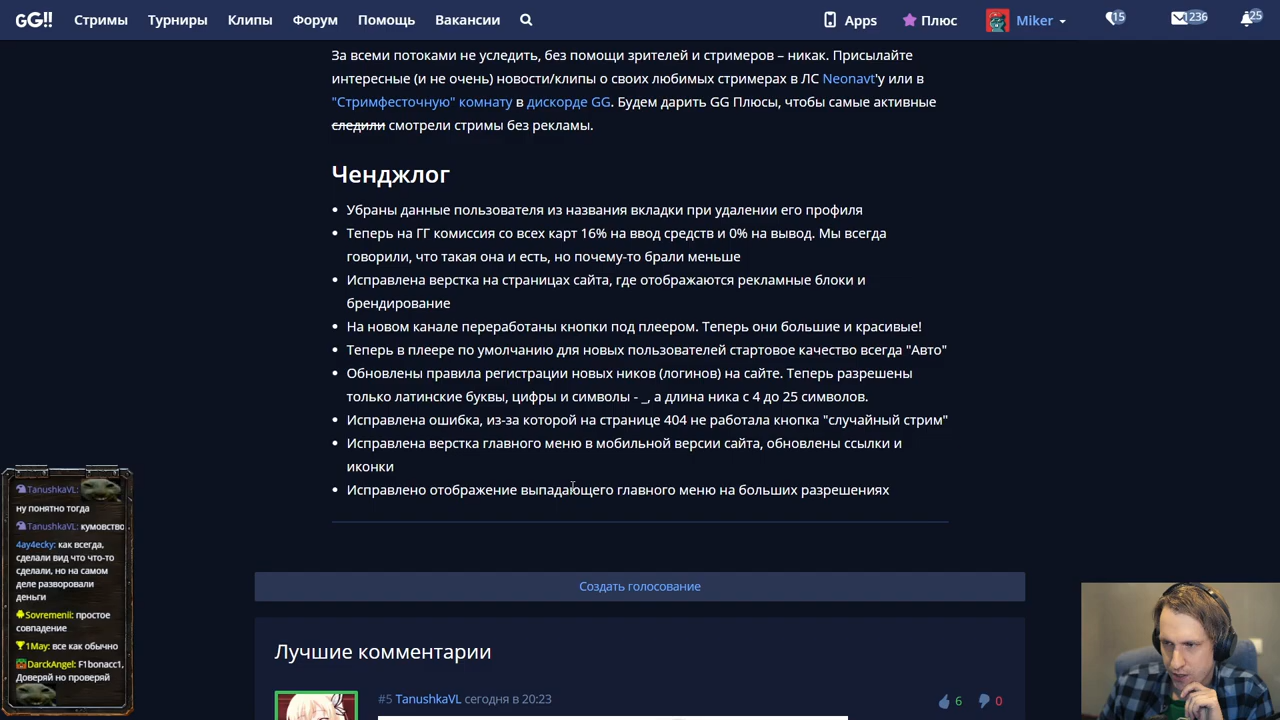 GG!! Стримы Турниры Клипы Форум Помощь Вакансии Apps Плюс Miker 15 236 25
За всеми потоками не уследить, без помощи зрителей и стримеров – никак. Присылайте
интересные (и не очень) новости/клипы о своих любимых стримерах в ЛС Neonavt'у или в
"Стримфесточную" комнату в дискорде GG. Будем дарить GG Плюсы, чтобы самые активные
следили смотрели стримы без рекламы.
Ченджлог
• Убраны данные пользователя из названия вкладки при удалении его профиля
• Теперь на ГГ комиссия со всех карт 16% на ввод средств и 0% на вывод. Мы всегда
говорили, что такая она и есть, но почему-то брали меньше
• Исправлена верстка на страницах сайта, где отображаются рекламные блоки и
брендирование
• На новом канале переработаны кнопки под плеером. Теперь они большие и красивые!
• Теперь в плеере по умолчанию для новых пользователей стартовое качество всегда "Авто"
• Обновлены правила регистрации новых ников (логинов) на сайте. Теперь разрешены
только латинские буквы, цифры и символы - _, а длина ника с 4 до 25 символов.
• Исправлена ошибка, из-за которой на странице 404 не работала кнопка "случайный стрим"
• Исправлена верстка главного меню в мобильной версии сайта, обновлены ссылки и
иконки
• Исправлено отображение выпадающего главного меню на больших разрешениях
Создать голосование
Лучшие комментарии
#5 TanushkaVL сегодня в 20:23 6 0
TanushkaVL:
ну понятно тогда
TanushkaVL: кумовство
4ay4ecky: как всегда,
сделали вид что что-то
сделали, но на самом
деле разворовали
деньги
Sovremenii: простое
совпадение
1May: все как обычно
DarckAngel: F1bonacc1,
Доверяй но проверяй